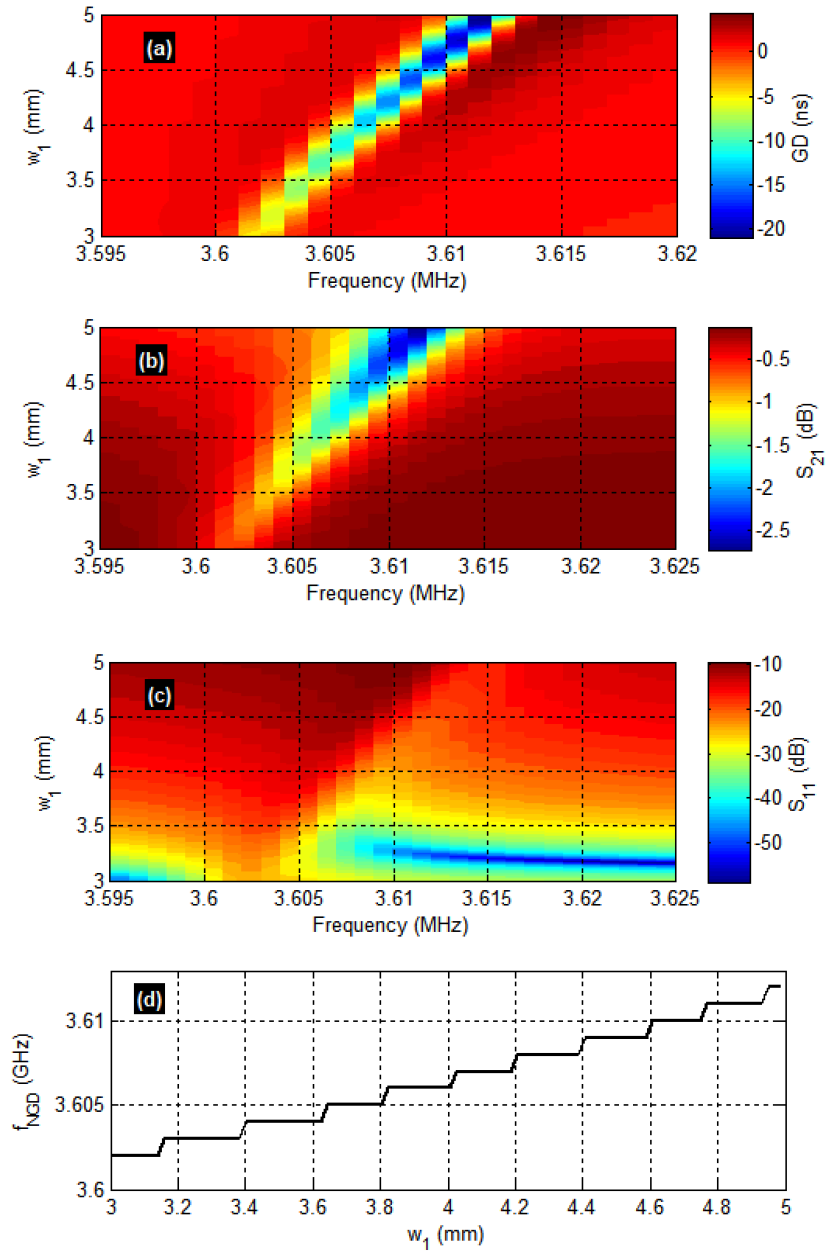 (a)
w1 (mm)
5
4.5
4
3.5
3
3.595 3.6 3.605 3.61 3.615 3.62
Frequency (MHz)
0
-5
-10
-15
-20
GD (ns)
(b)
w1 (mm)
5
4.5
4
3.5
3
3.595 3.6 3.605 3.61 3.615 3.62 3.625
Frequency (MHz)
-0.5
-1
-1.5
-2
-2.5
S21 (dB)
(c)
w1 (mm)
5
4.5
4
3.5
3
3.595 3.6 3.605 3.61 3.615 3.62 3.625
Frequency (MHz)
-10
-20
-30
-40
-50
S11 (dB)
(d)
fNGD (GHz)
3.61
3.605
3.6
3 3.2 3.4 3.6 3.8 4 4.2 4.4 4.6 4.8 5
w1 (mm)